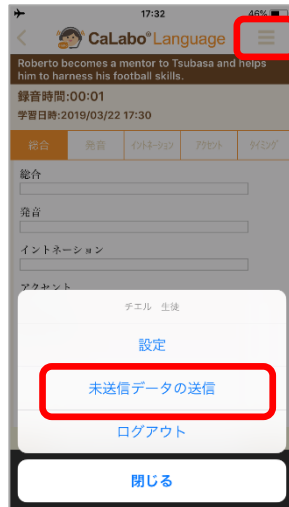 17:32
46%
CaLabo® Language
Roberto becomes a mentor to Tsubasa and helps
him to harness his football skills.
録音時間:00:01
学習日時:2019/03/22 17:30
総合 発音 イントネーション アクセント タイミング
総合
発音
イントネーション
アクセント
チエル 生徒
設定
未送信データの送信
ログアウト
閉じる